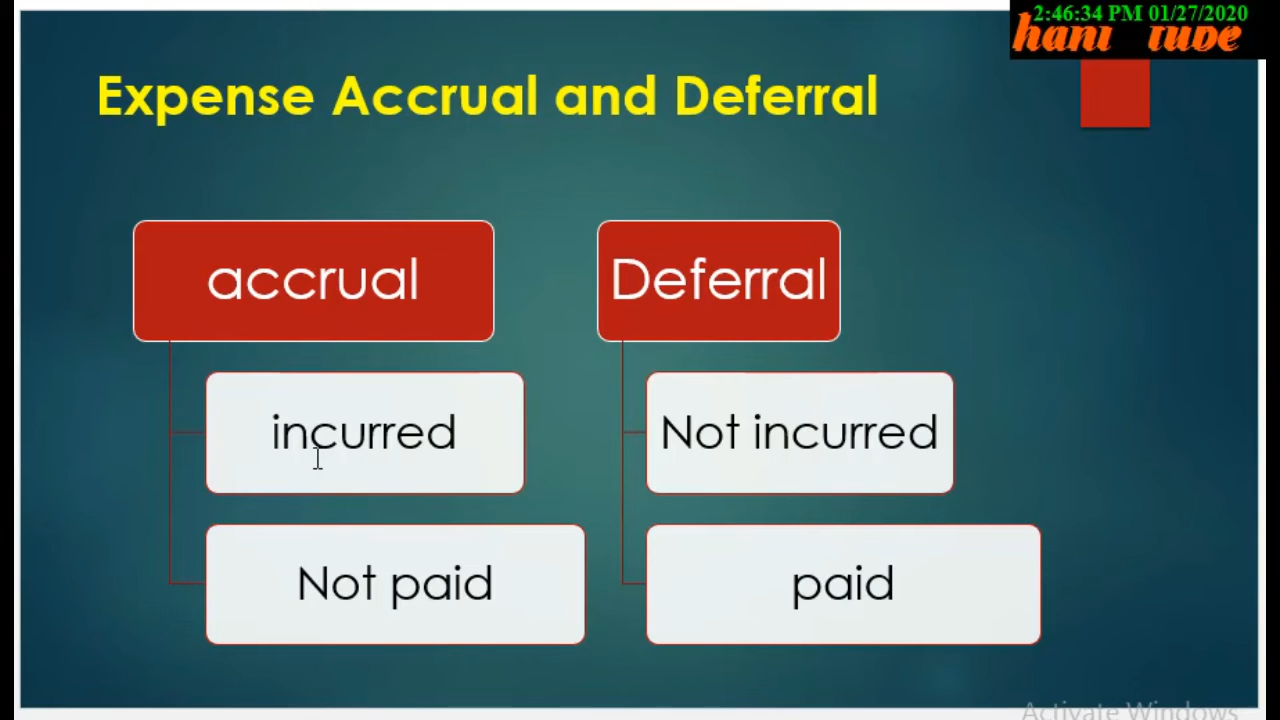 2:46:34 PM 01/27/2020
hani tube
Expense Accrual and Deferral
accrual
Deferral
incurred
Not incurred
Not paid
paid
Activate Windows